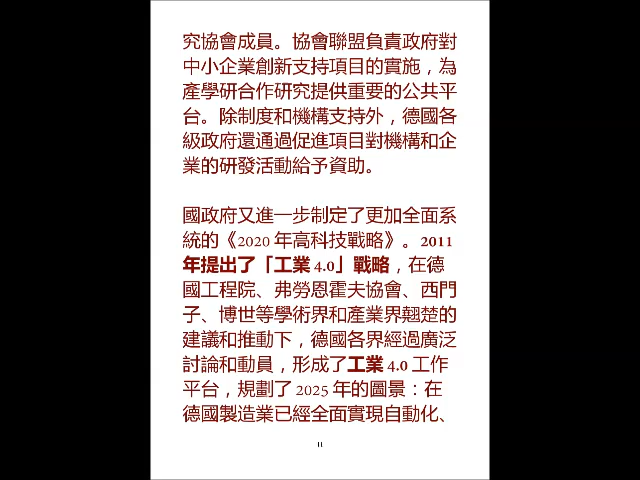 究協會成員。協會聯盟負責政府對
中小企業創新支持項目的實施，為
產學研合作研究提供重要的公共平
台。除制度和機構支持外，德國各
級政府還通過促進項目對機構和企
業的研發活動給予資助。
國政府又進一步制定了更加全面系
統的《2020 年高科技戰略》。2011
年提出了「工業 4.0」戰略，在德
國工程院、弗勞恩霍夫協會、西門
子、博世等學術界和產業界翹楚的
建議和推動下，德國各界經過廣泛
討論和動員，形成了工業 4.0 工作
平台，規劃了 2025 年的圖景：在
德國製造業已經全面實現自動化、
11